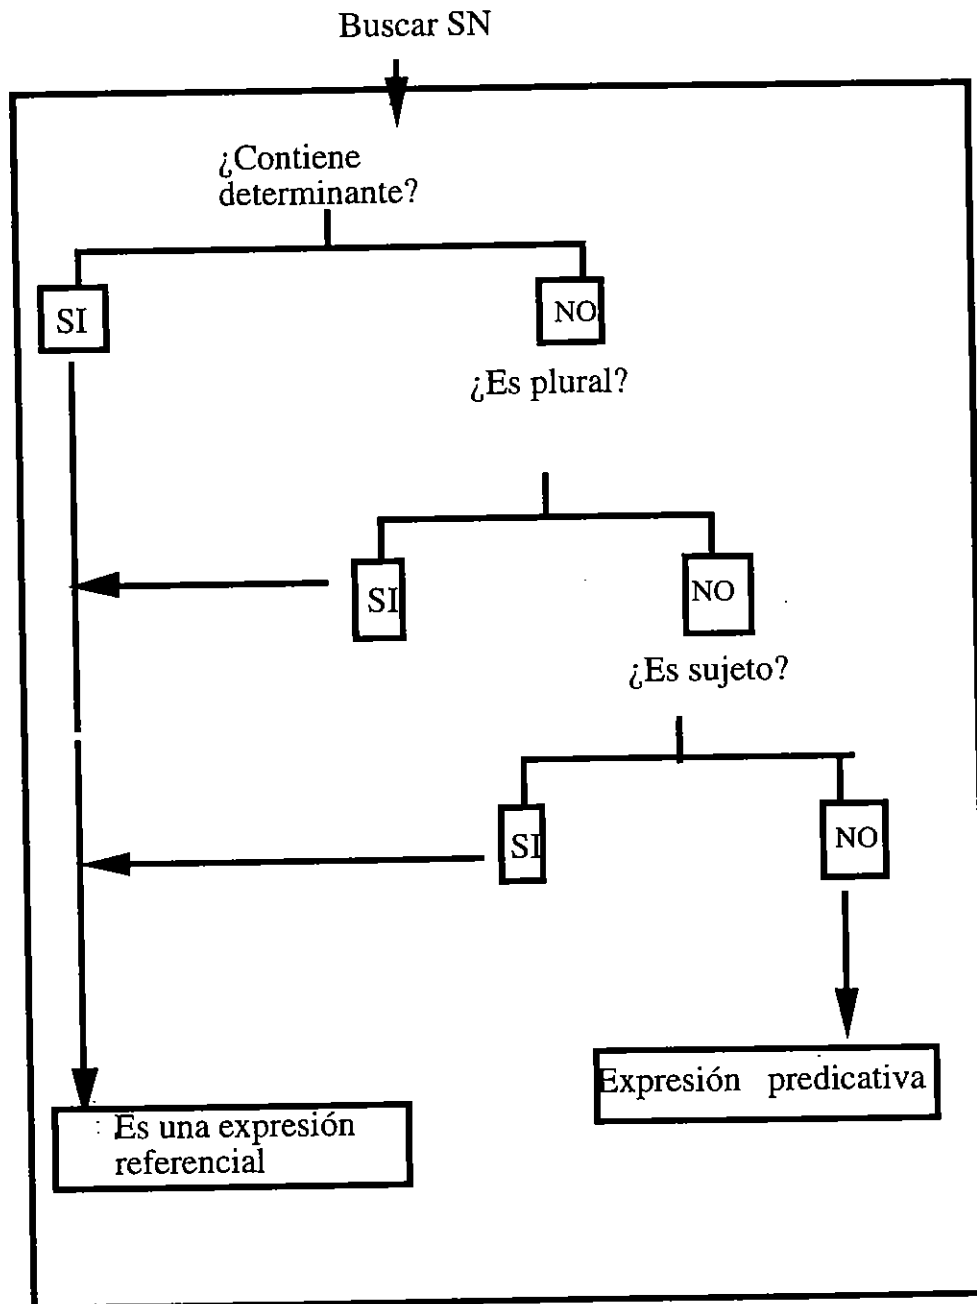 Buscar SN
¿Contiene
determinante?
SI
NO
¿Es plural?
SI
NO
¿Es sujeto?
SI
NO
Expresión predicativa
Es una expresión
referencial